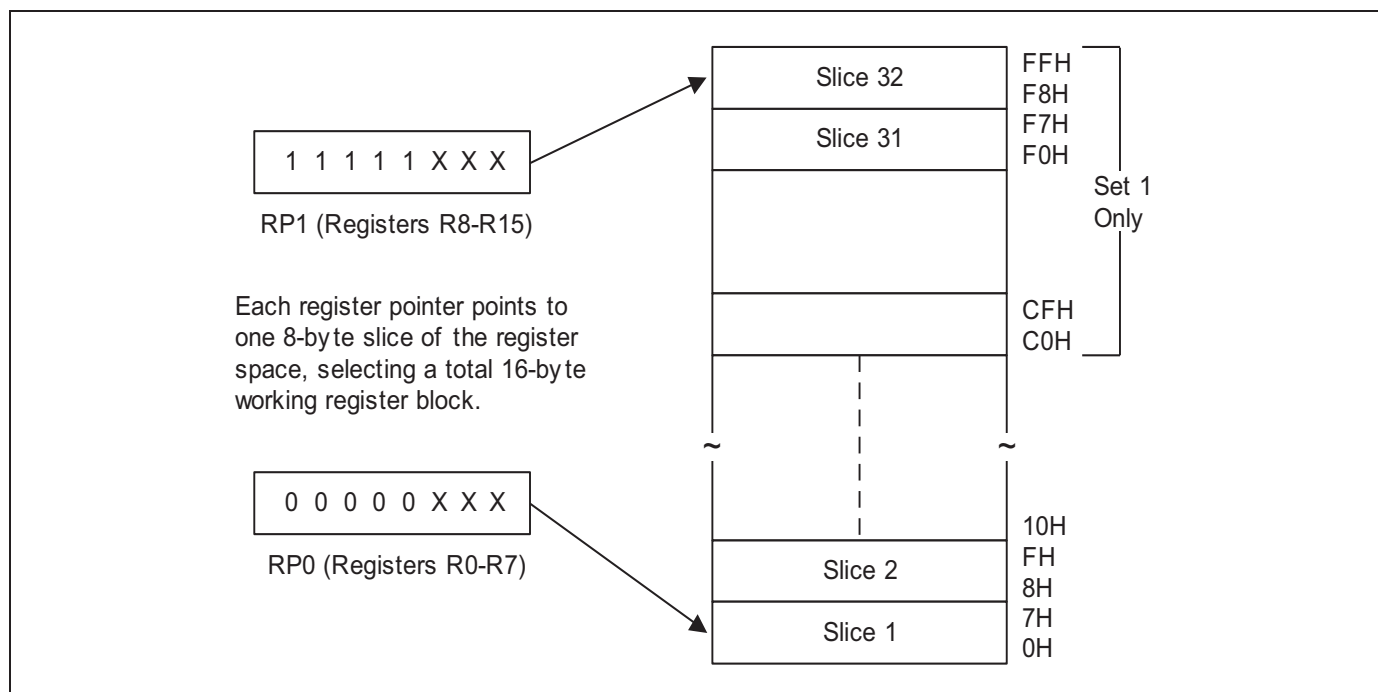 1 1 1 1 1 X X X
RP1 (Registers R8-R15)
Each register pointer points to
one 8-byte slice of the register
space, selecting a total 16-byte
working register block.
0 0 0 0 0 X X X
RP0 (Registers R0-R7)
Slice 32
Slice 31
~ ~
Slice 2
Slice 1
FFH
F8H
F7H
F0H
CFH
C0H
10H
FH
8H
7H
0H
Set 1
Only